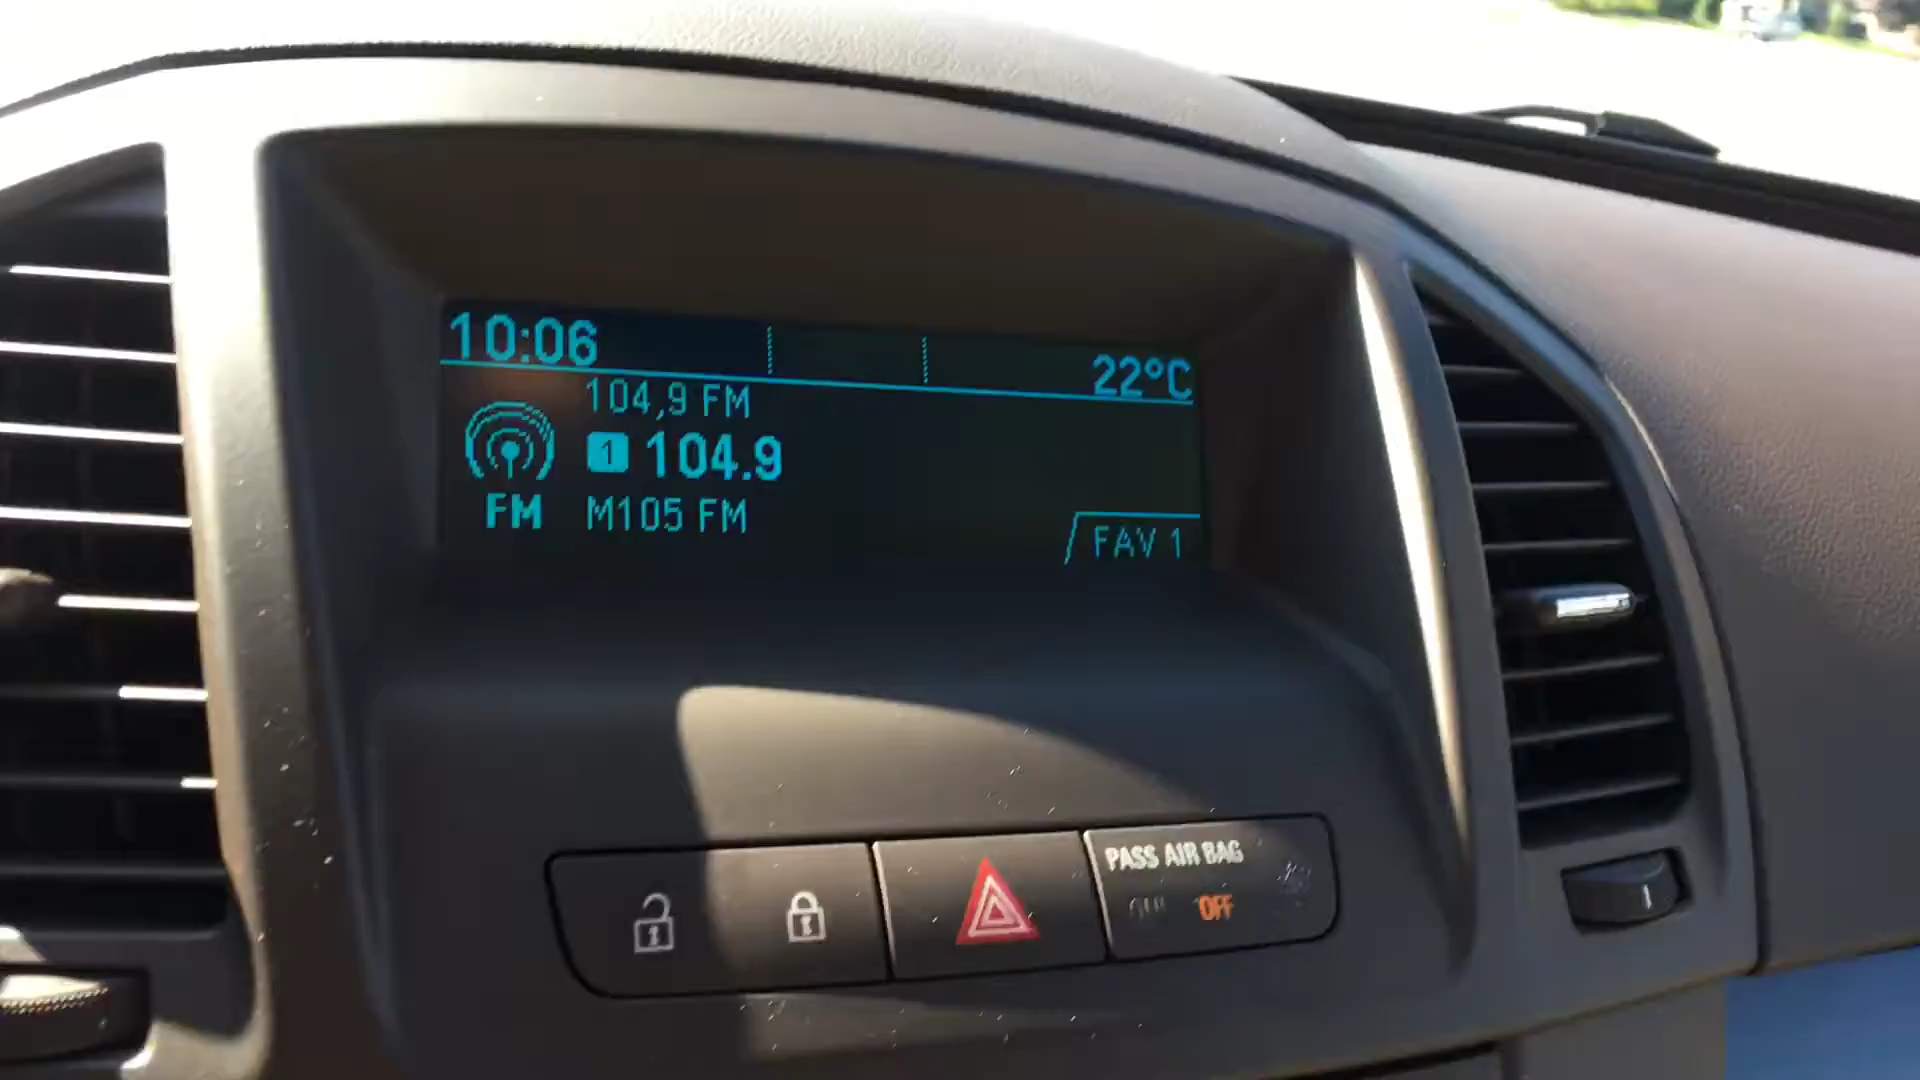 10:06
22°C
104,9 FM
1 104.9
FM
M105 FM
FAV 1
PASS AIR BAG
OFF